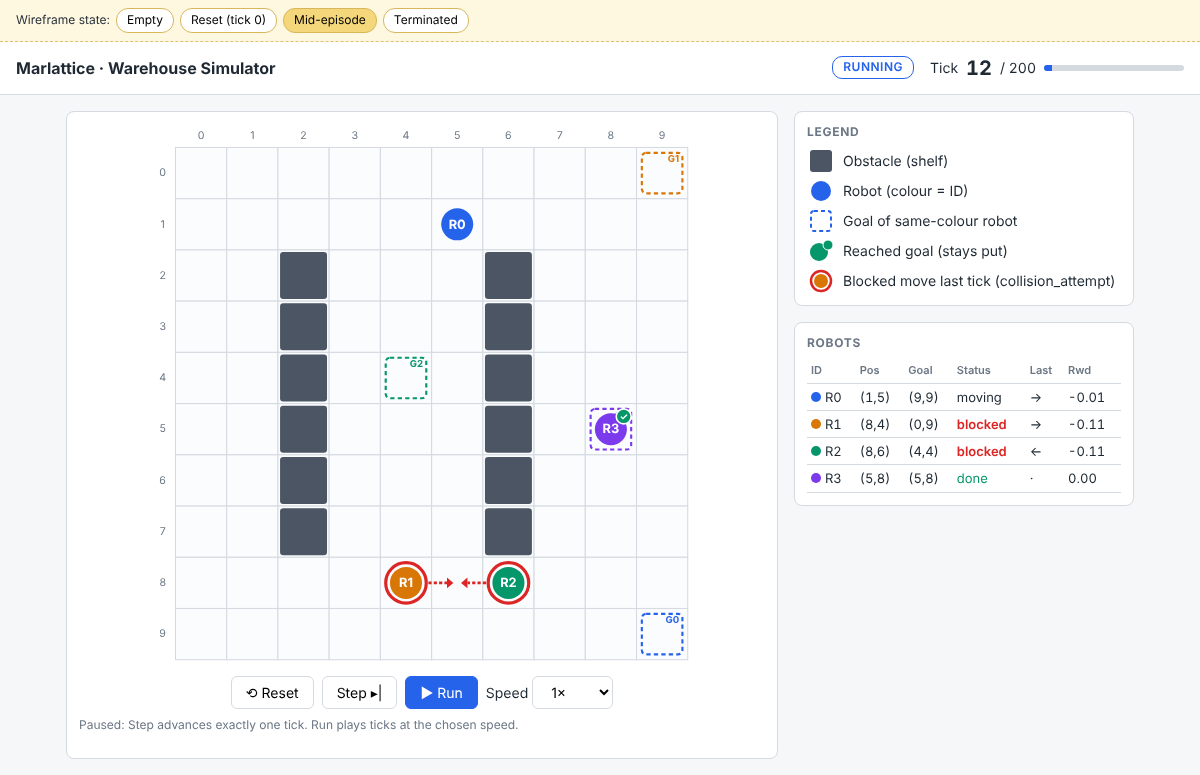 Wireframe state: Empty Reset (tick 0) Mid-episode Terminated
Marlattice · Warehouse Simulator RUNNING Tick 12 / 200
0 1 2 3 4 5 6 7 8 9
0 G1
1 R0
2
3
4 G2
5 R3
6
7
8 R1 R2
9 G0
⟲ Reset Step ▸| ▶ Run Speed 1×
Paused: Step advances exactly one tick. Run plays ticks at the chosen speed.
LEGEND
Obstacle (shelf)
Robot (colour = ID)
Goal of same-colour robot
Reached goal (stays put)
Blocked move last tick (collision_attempt)
ROBOTS
ID Pos Goal Status Last Rwd
R0 (1,5) (9,9) moving → -0.01
R1 (8,4) (0,9) blocked → -0.11
R2 (8,6) (4,4) blocked ← -0.11
R3 (5,8) (5,8) done · 0.00